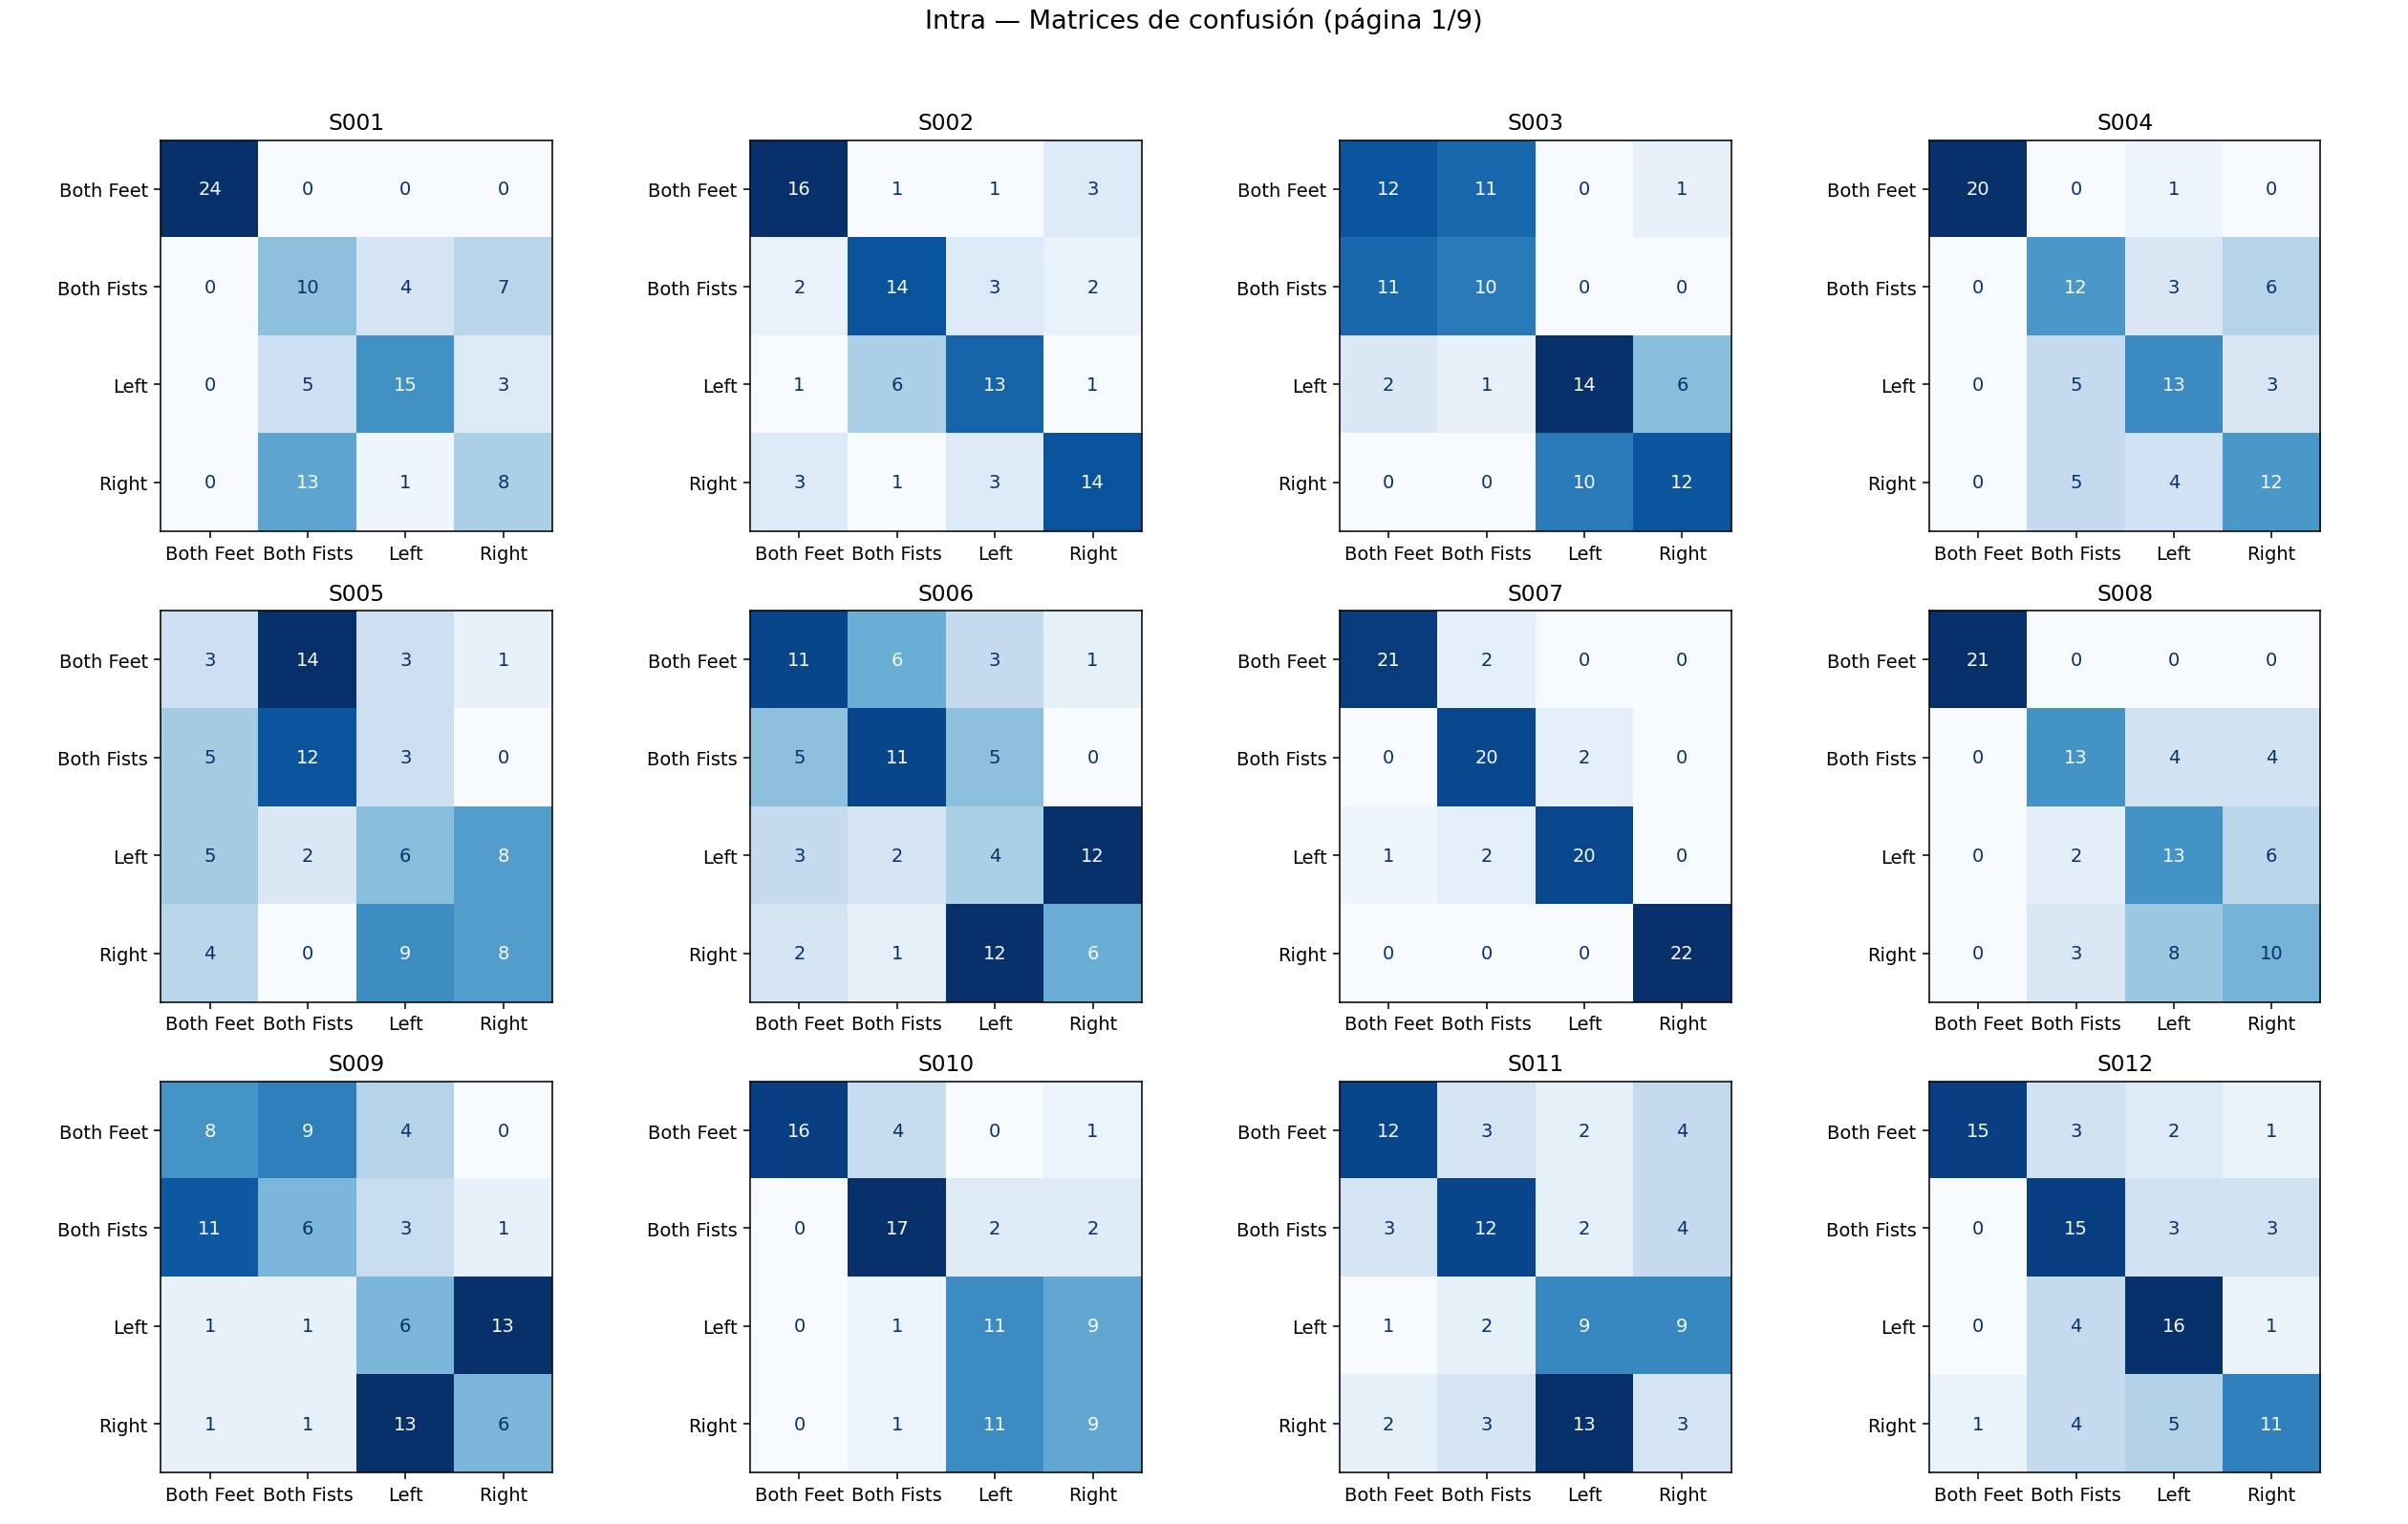 Intra — Matrices de confusión (página 1/9)
S001 S002 S003 S004
Both Feet 24 0 0 0 Both Feet 16 1 1 3 Both Feet 12 11 0 1 Both Feet 20 0 1 0
Both Fists 0 10 4 7 Both Fists 2 14 3 2 Both Fists 11 10 0 0 Both Fists 0 12 3 6
Left 0 5 15 3 Left 1 6 13 1 Left 2 1 14 6 Left 0 5 13 3
Right 0 13 1 8 Right 3 1 3 14 Right 0 0 10 12 Right 0 5 4 12
Both Feet Both Fists Left Right Both Feet Both Fists Left Right Both Feet Both Fists Left Right Both Feet Both Fists Left Right
S005 S006 S007 S008
Both Feet 3 14 3 1 Both Feet 11 6 3 1 Both Feet 21 2 0 0 Both Feet 21 0 0 0
Both Fists 5 12 3 0 Both Fists 5 11 5 0 Both Fists 0 20 2 0 Both Fists 0 13 4 4
Left 5 2 6 8 Left 3 2 4 12 Left 1 2 20 0 Left 0 2 13 6
Right 4 0 9 8 Right 2 1 12 6 Right 0 0 0 22 Right 0 3 8 10
Both Feet Both Fists Left Right Both Feet Both Fists Left Right Both Feet Both Fists Left Right Both Feet Both Fists Left Right
S009 S010 S011 S012
Both Feet 8 9 4 0 Both Feet 16 4 0 1 Both Feet 12 3 2 4 Both Feet 15 3 2 1
Both Fists 11 6 3 1 Both Fists 0 17 2 2 Both Fists 3 12 2 4 Both Fists 0 15 3 3
Left 1 1 6 13 Left 0 1 11 9 Left 1 2 9 9 Left 0 4 16 1
Right 1 1 13 6 Right 0 1 11 9 Right 2 3 13 3 Right 1 4 5 11
Both Feet Both Fists Left Right Both Feet Both Fists Left Right Both Feet Both Fists Left Right Both Feet Both Fists Left Right